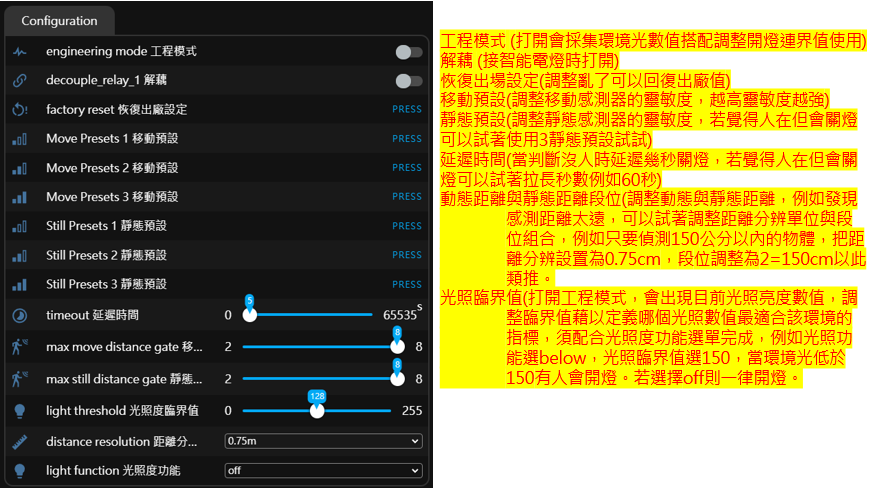 Configuration
engineering mode 工程模式
decouple_relay_1 解藕
factory reset 恢復出廠設定 PRESS
Move Presets 1 移動預設 PRESS
Move Presets 2 移動預設 PRESS
Move Presets 3 移動預設 PRESS
Still Presets 1 靜態預設 PRESS
Still Presets 2 靜態預設 PRESS
Still Presets 3 靜態預設 PRESS
timeout 延遲時間 0 5 65535 s
max move distance gate 移... 2 8 8
max still distance gate 靜態... 2 8 8
light threshold 光照度臨界值 0 128 255
distance resolution 距離分... 0.75m
light function 光照度功能 off
工程模式 (打開會採集環境光數值搭配調整開燈連界值使用)
解藕 (接智能電燈時打開)
恢復出場設定(調整亂了可以回復出廠值)
移動預設(調整移動感測器的靈敏度，越高靈敏度越強)
靜態預設(調整靜態感測器的靈敏度，若覺得人在但會關燈
可以試著使用3靜態預設試試)
延遲時間(當判斷沒人時延遲幾秒關燈，若覺得人在但會關
燈可以試著拉長秒數例如60秒)
動態距離與靜態距離段位(調整動態與靜態距離，例如發現
感測距離太遠，可以試著調整距離分辨單位與段
位組合，例如只要偵測150公分以內的物體，把距
離分辨設置為0.75cm，段位調整為2=150cm以此
類推。
光照臨界值(打開工程模式，會出現目前光照亮度數值，調
整臨界值藉以定義哪個光照數值最適合該環境的
指標，須配合光照度功能選單完成，例如光照功
能選below，光照臨界值選150，當環境光低於
150有人會開燈。若選擇off則一律開燈。